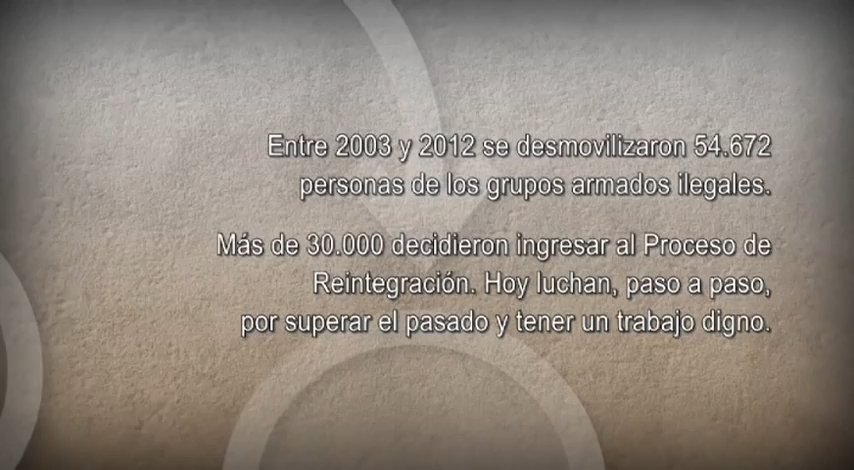 Entre 2003 y 2012 se desmovilizaron 54.672
personas de los grupos armados ilegales.
Más de 30.000 decidieron ingresar al Proceso de
Reintegración. Hoy luchan, paso a paso,
por superar el pasado y tener un trabajo digno.